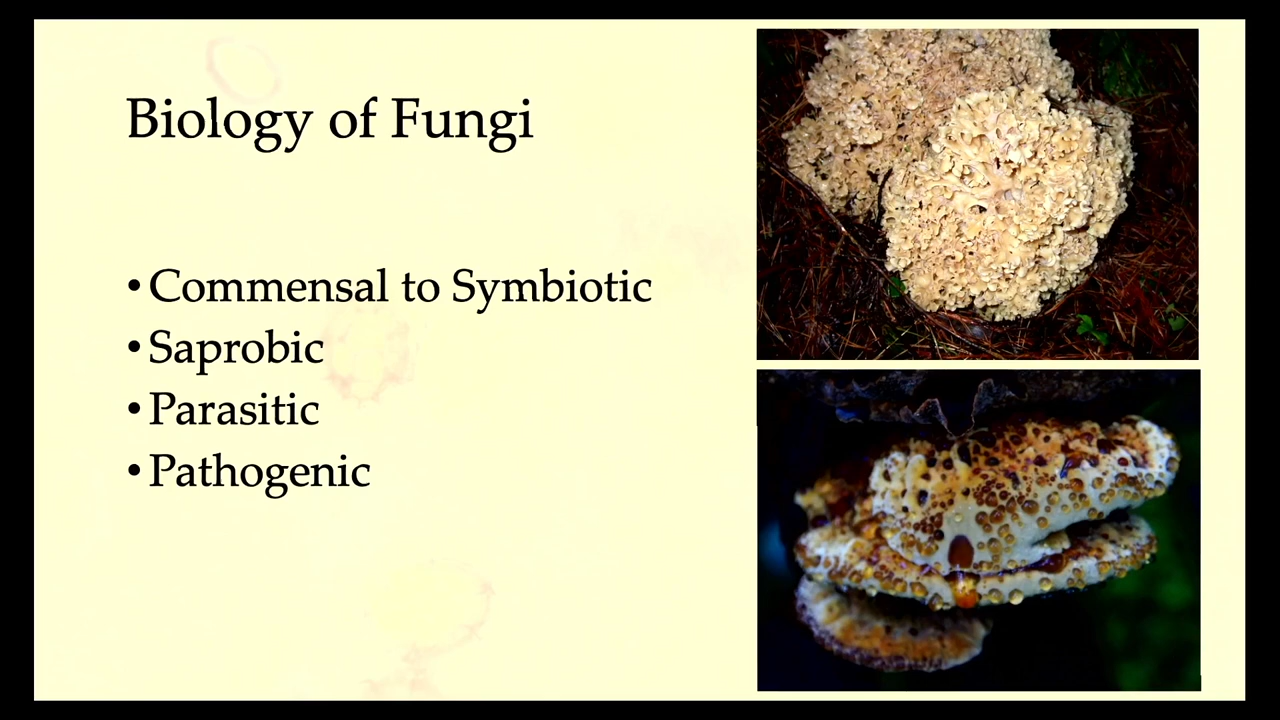 Biology of Fungi
• Commensal to Symbiotic
• Saprobic
• Parasitic
• Pathogenic